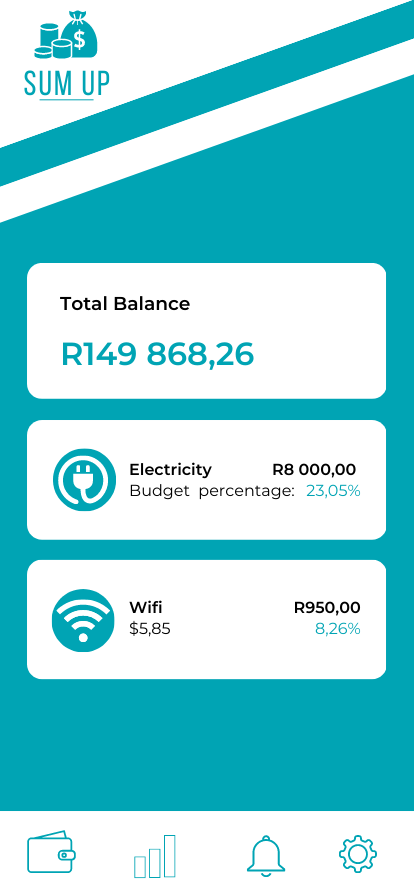 $
SUM UP
Total Balance
R149 868,26
Electricity R8 000,00
Budget percentage: 23,05%
Wifi R950,00
$5,85 8,26%